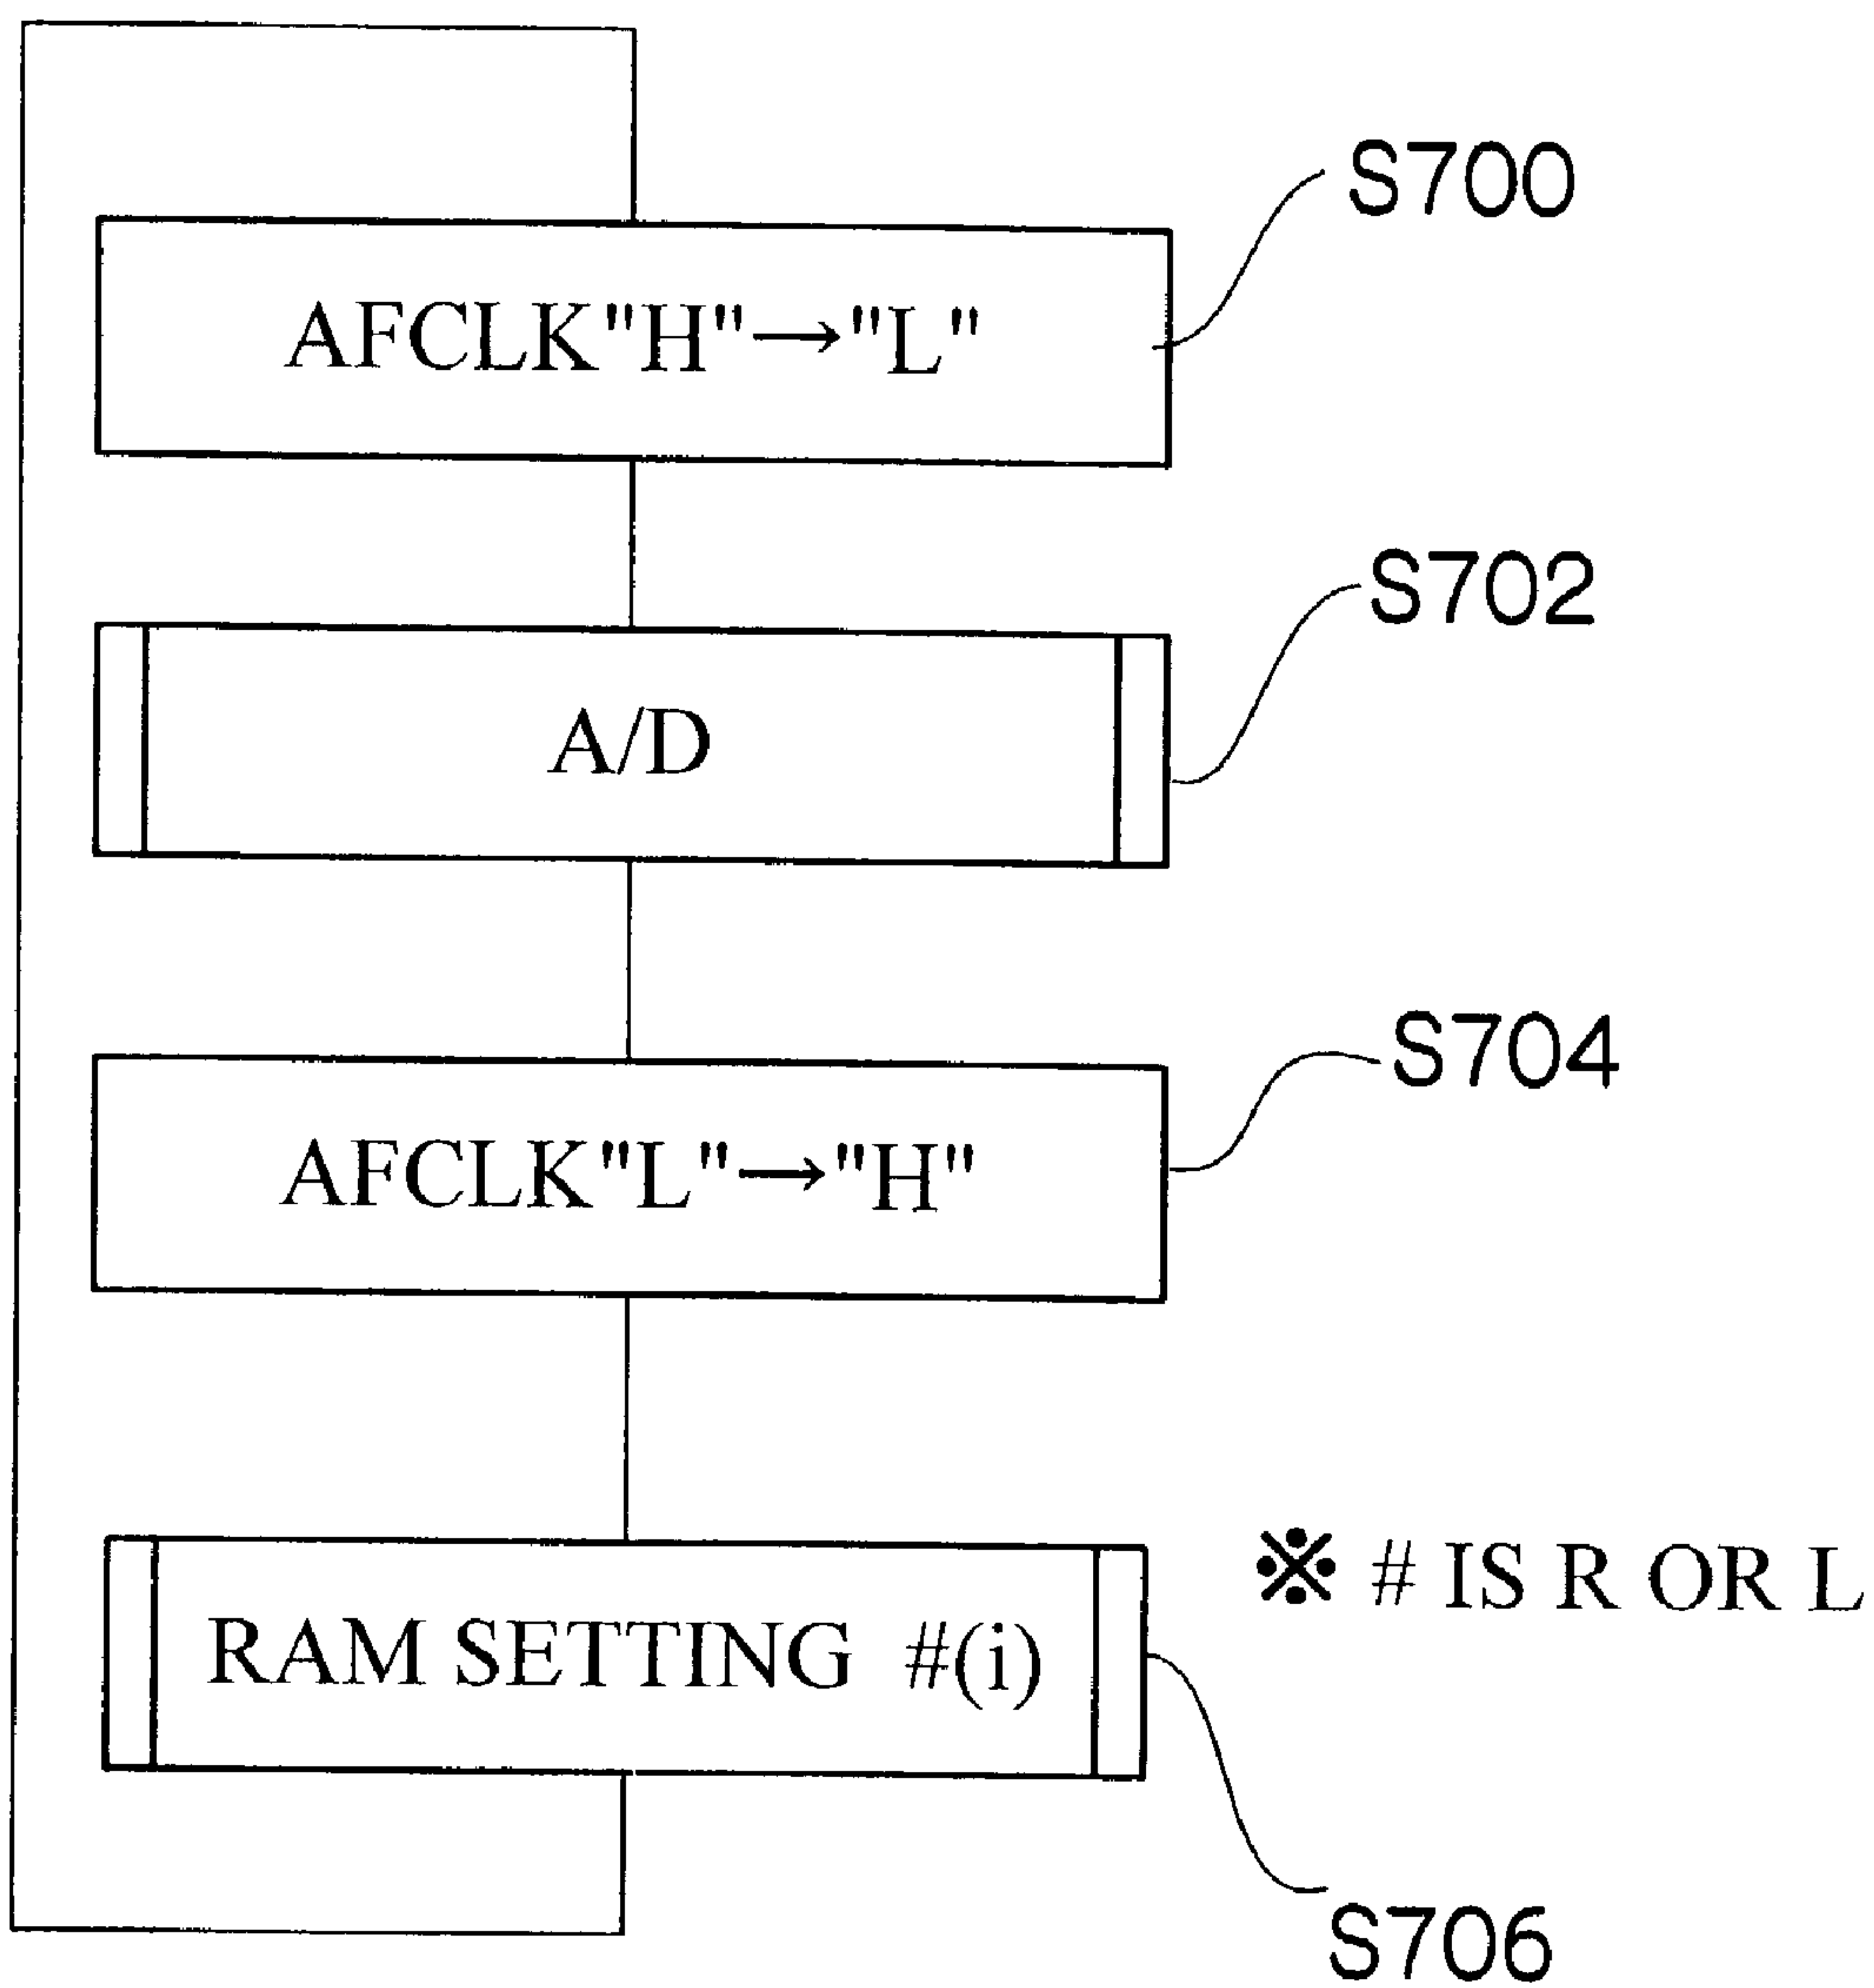 S700
AFCLK"H"→"L"
S702
A/D
S704
AFCLK"L"→"H"
※ # IS R OR L
RAM SETTING #(i)
S706